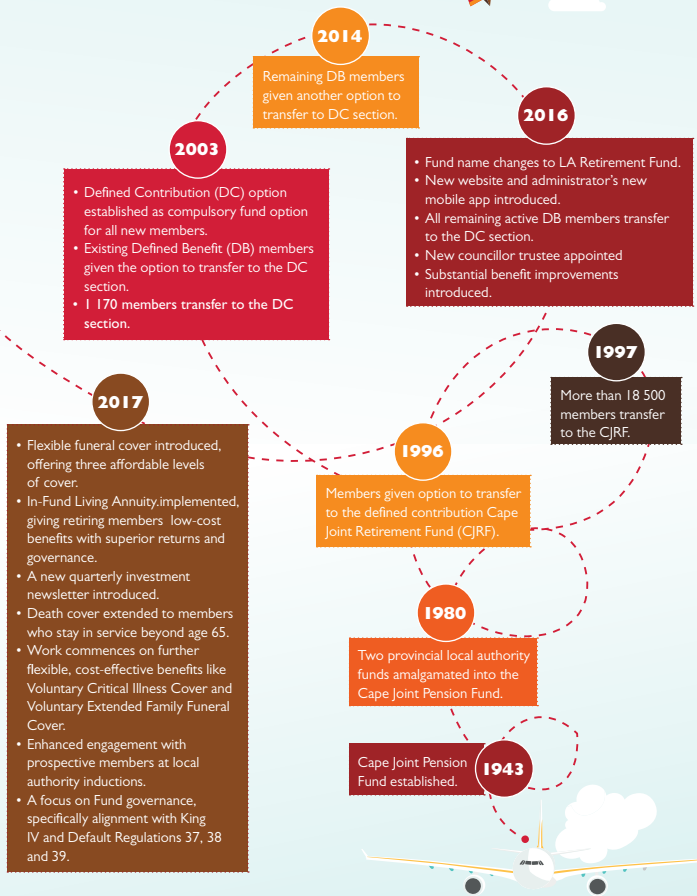 2014
Remaining DB members
given another option to
transfer to DC section.
2016
• Fund name changes to LA Retirement Fund.
• New website and administrator's new
mobile app introduced.
• All remaining active DB members transfer
to the DC section.
• New councillor trustee appointed
• Substantial benefit improvements
introduced.
2003
• Defined Contribution (DC) option
established as compulsory fund option
for all new members.
• Existing Defined Benefit (DB) members
given the option to transfer to the DC
section.
• 1 170 members transfer to the DC
section.
1997
More than 18 500
members transfer
to the CJRF.
2017
• Flexible funeral cover introduced,
offering three affordable levels
of cover.
• In-Fund Living Annuity.implemented,
giving retiring members low-cost
benefits with superior returns and
governance.
• A new quarterly investment
newsletter introduced.
• Death cover extended to members
who stay in service beyond age 65.
• Work commences on further
flexible, cost-effective benefits like
Voluntary Critical Illness Cover and
Voluntary Extended Family Funeral
Cover.
• Enhanced engagement with
prospective members at local
authority inductions.
• A focus on Fund governance,
specifically alignment with King
IV and Default Regulations 37, 38
and 39.
1996
Members given option to transfer
to the defined contribution Cape
Joint Retirement Fund (CJRF).
1980
Two provincial local authority
funds amalgamated into the
Cape Joint Pension Fund.
1943
Cape Joint Pension
Fund established.